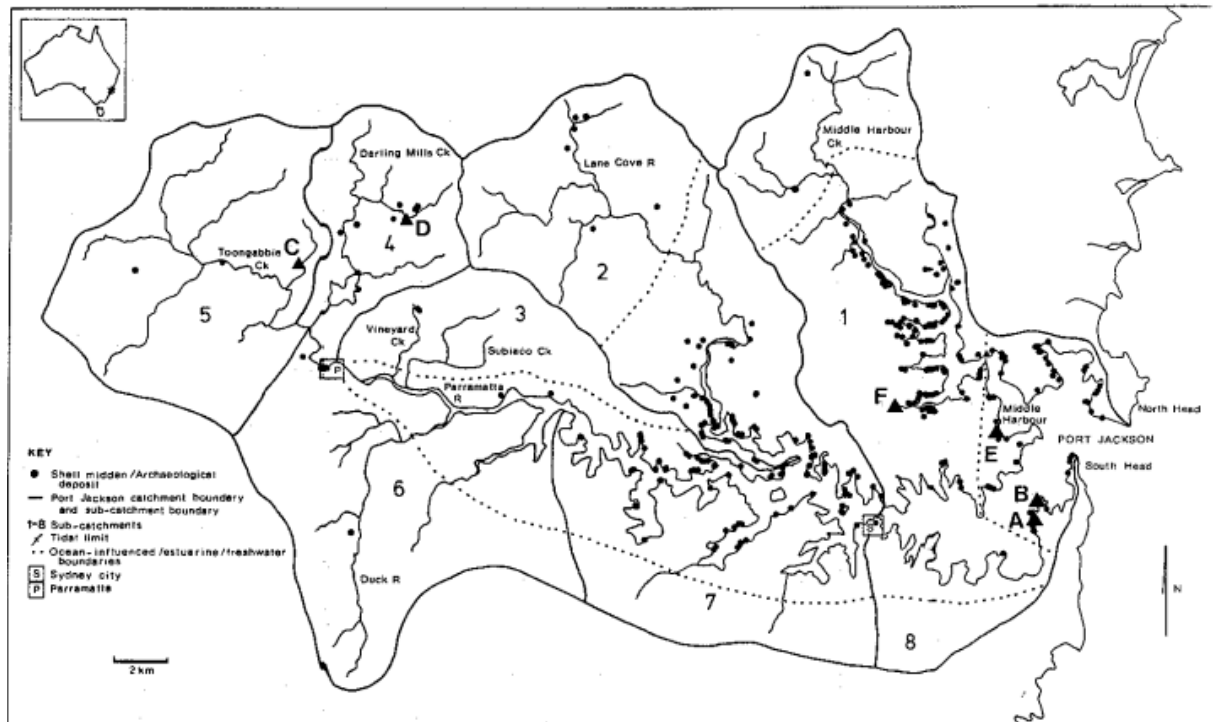 Middle Harbour
Ck
Darling Mills Ck
Lane Cove R
D
4
C
Toongabbie
Ck
2
5
3
1
Vineyard
Ck
Subiaco Ck
P
Parramatta
R
F
Middle
Harbour
North Head
E
PORT JACKSON
South Head
KEY
Shell midden/Archaeological
deposit
Port Jackson catchment boundary
and sub-catchment boundary
1-8 Sub-catchments
Tidal limit
Ocean-influenced/estuarine/freshwater
boundaries
S Sydney city
P Parramatta
6
B
A
S
Duck R
N
7
8
2 km